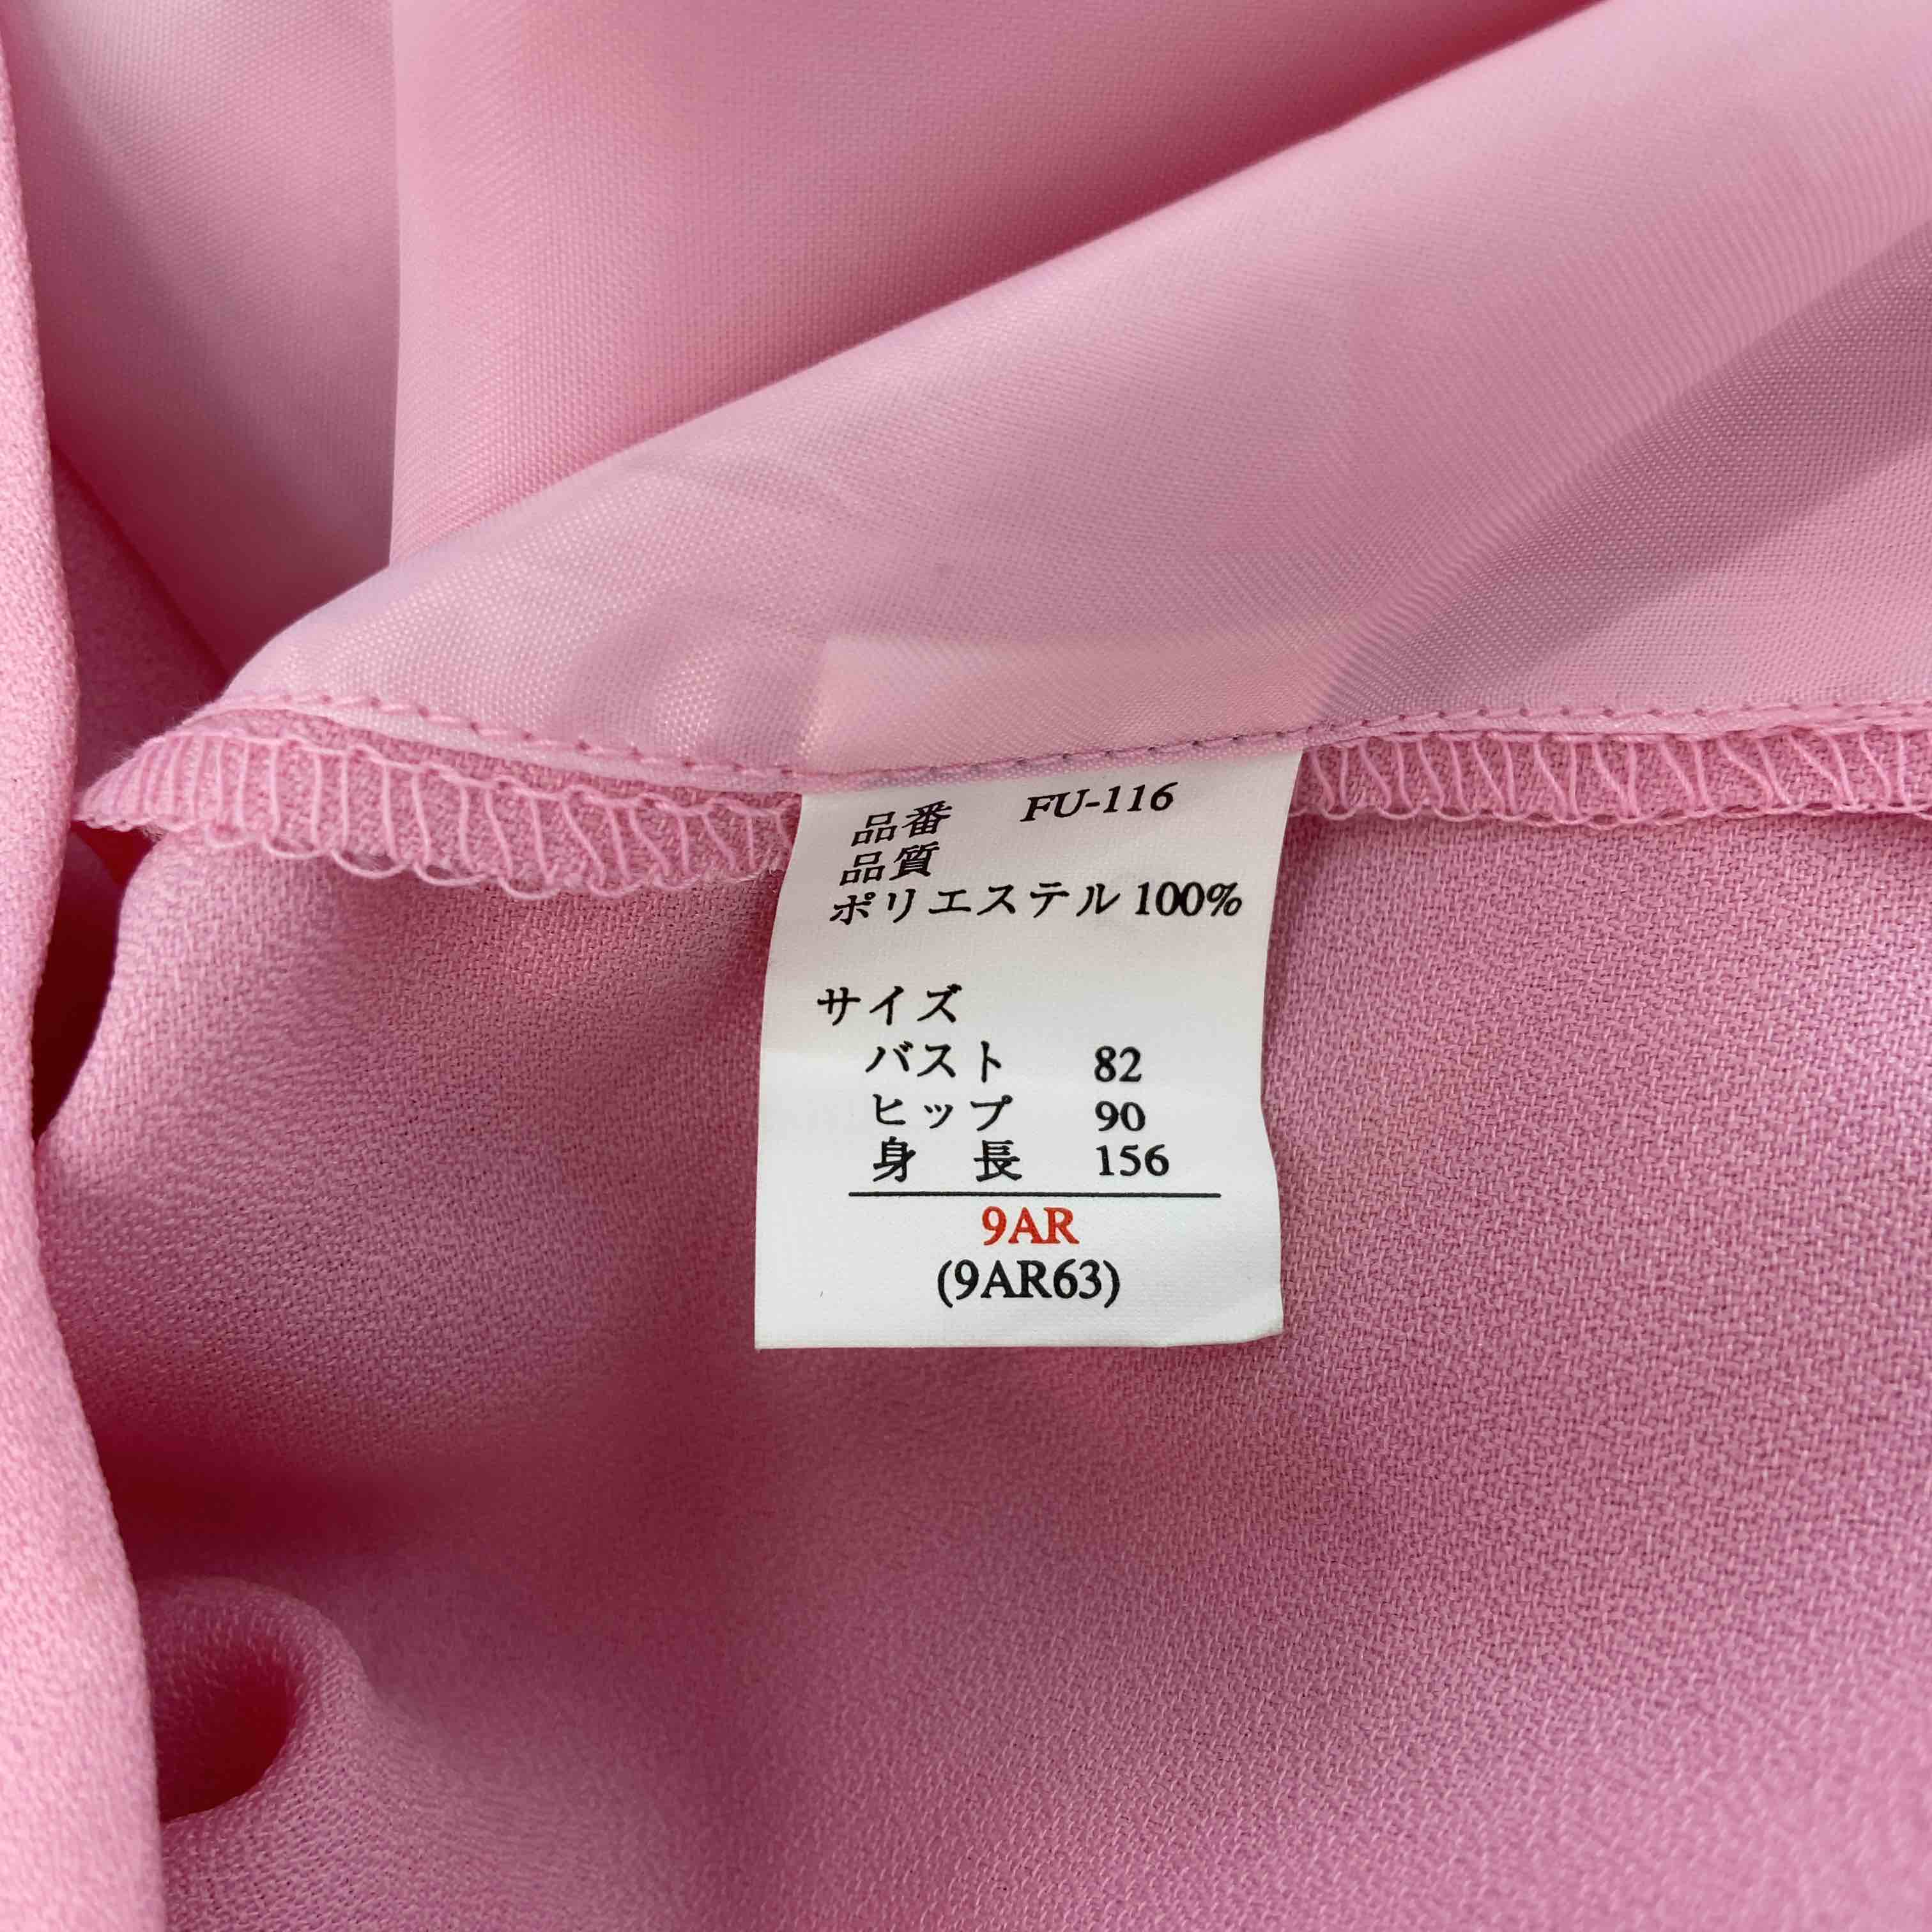 品番 FU-116
品質
ポリエステル 100%
サイズ
バスト 82
ヒップ 90
身 長 156
9AR
(9AR63)